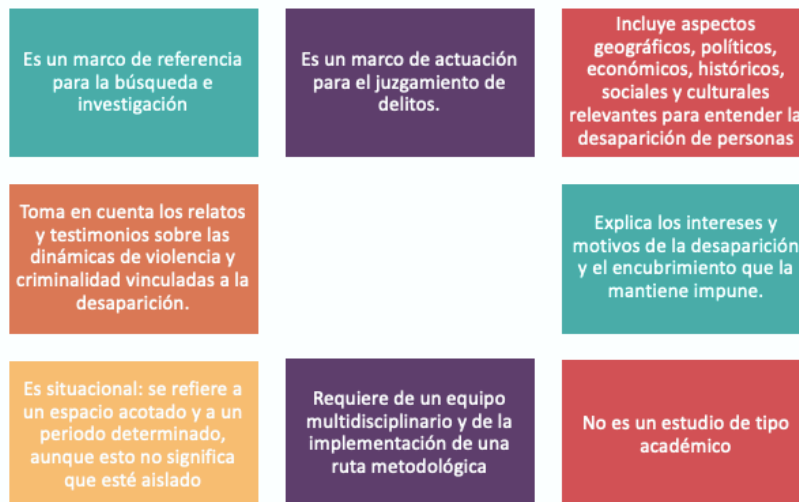 Es un marco de referencia
para la búsqueda e
investigación
Es un marco de actuación
para el juzgamiento de
delitos.
Incluye aspectos
geográficos, políticos,
económicos, históricos,
sociales y culturales
relevantes para entender la
desaparición de personas
Toma en cuenta los relatos
y testimonios sobre las
dinámicas de violencia y
criminalidad vinculadas a la
desaparición.
Explica los intereses y
motivos de la desaparición
y el encubrimiento que la
mantiene impune.
Es situacional: se refiere a
un espacio acotado y a un
periodo determinado,
aunque esto no significa
que esté aislado
Requiere de un equipo
multidisciplinario y de la
implementación de una
ruta metodológica
No es un estudio de tipo
académico